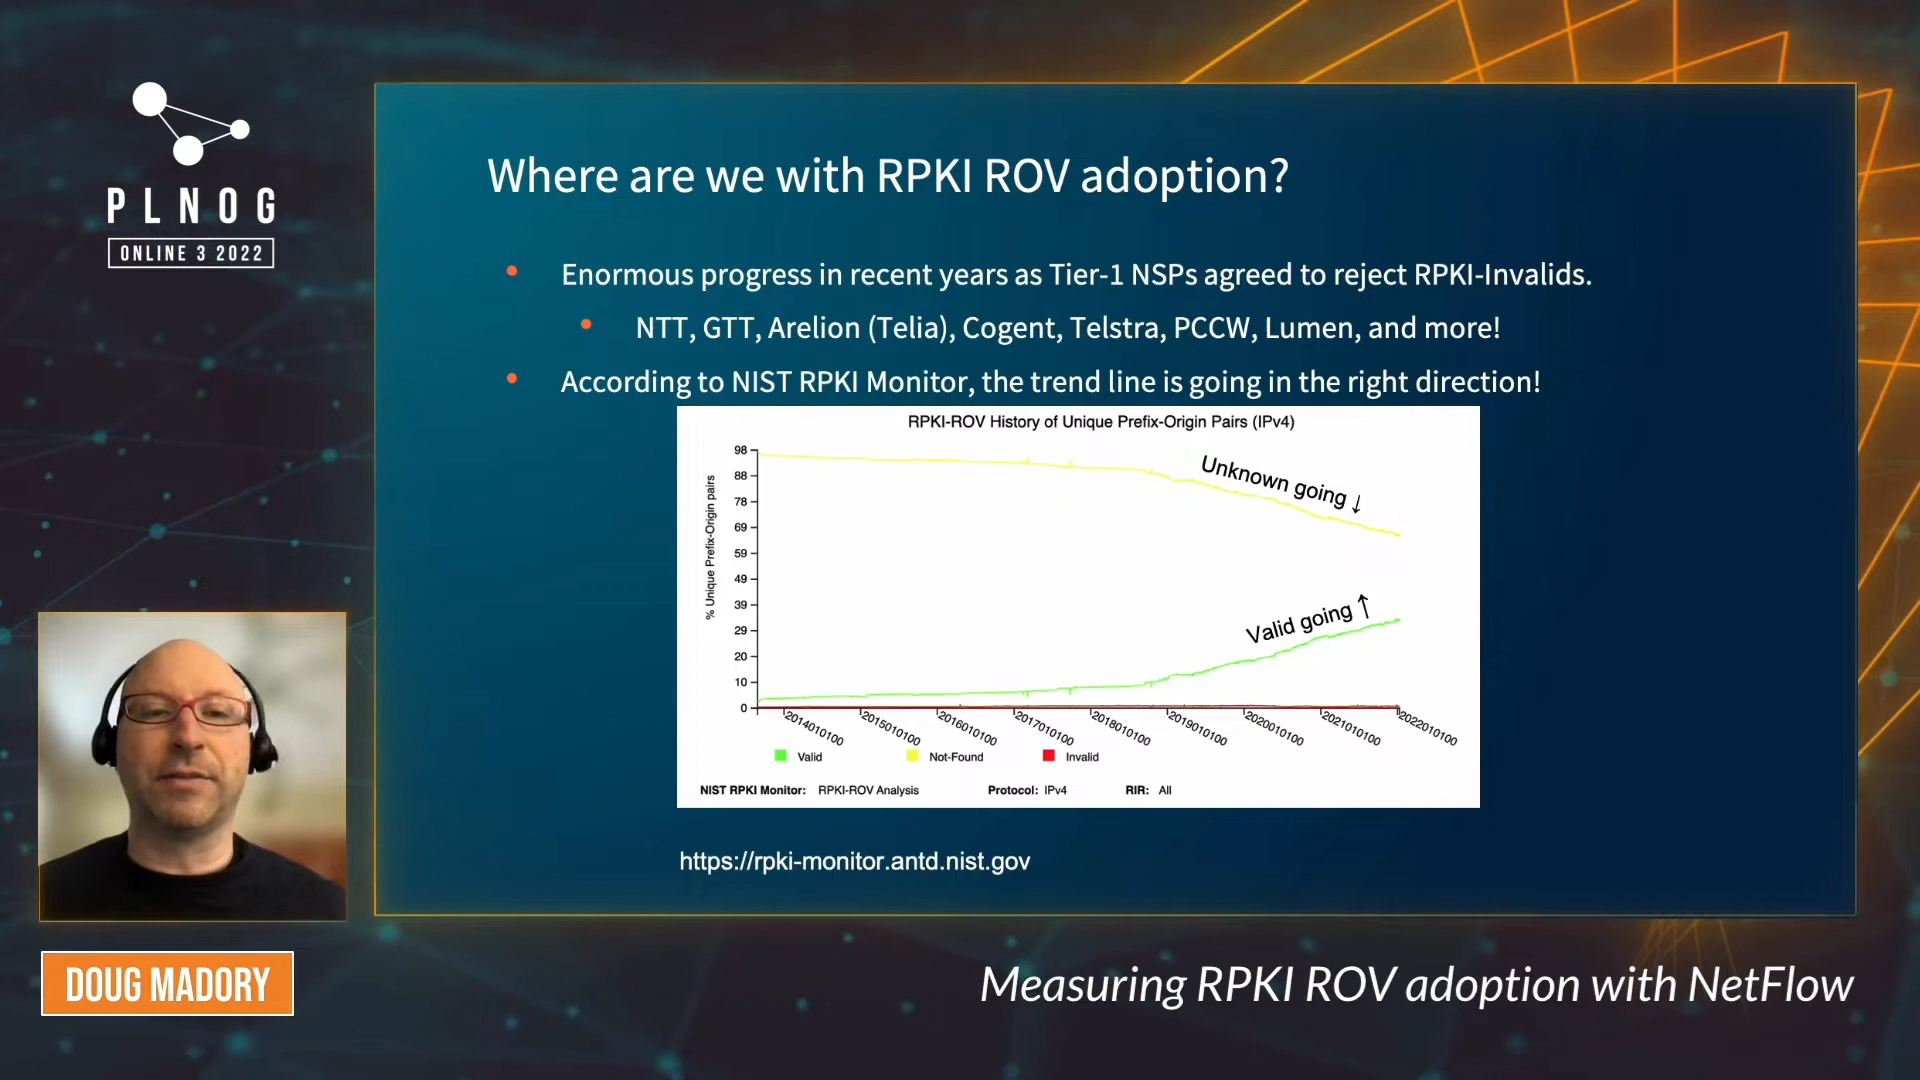 PLNOG
ONLINE 3 2022
Where are we with RPKI ROV adoption?
Enormous progress in recent years as Tier-1 NSPs agreed to reject RPKI-Invalids.
NTT, GTT, Arelion (Telia), Cogent, Telstra, PCCW, Lumen, and more!
According to NIST RPKI Monitor, the trend line is going in the right direction!
RPKI-ROV History of Unique Prefix-Origin Pairs (IPv4)
% Unique Prefix-Origin pairs
98
88
78
69
59
49
39
29
20
10
0
Unknown going ↓
Valid going ↑
2014010100
2015010100
2016010100
2017010100
2018010100
2019010100
2020010100
2021010100
2022010100
Valid
Not-Found
Invalid
NIST RPKI Monitor: RPKI-ROV Analysis Protocol: IPv4 RIR: All
https://rpki-monitor.antd.nist.gov
DOUG MADORY
Measuring RPKI ROV adoption with NetFlow